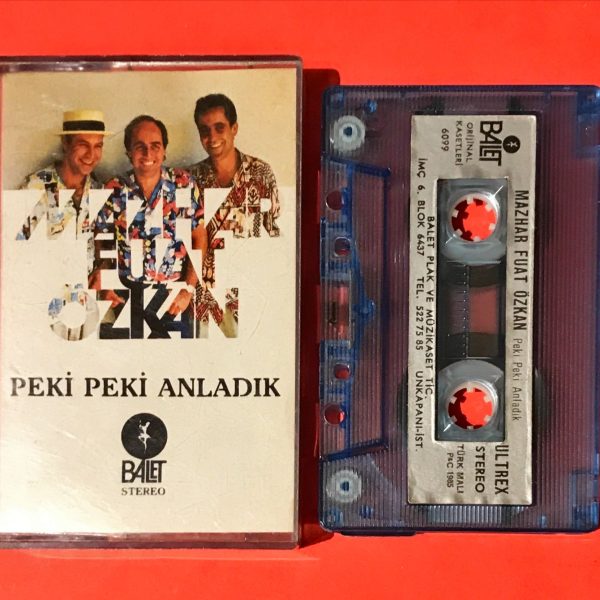 MAZHAR
FUAT
ÖZKAN
PEKİ PEKİ ANLADIK
BALET
STEREO
BALET
ORİJİNAL
KASETLERİ
6099
MAZHAR FUAT ÖZKAN Peki Peki Anladık
BALET PLAK VE MÜZİKASET TİC.
İMÇ 6. BLOK 6437 TEL. 522 75 85 UNKAPANI-İST.
ULTREX
STEREO
TÜRK MALI
P&C 1985